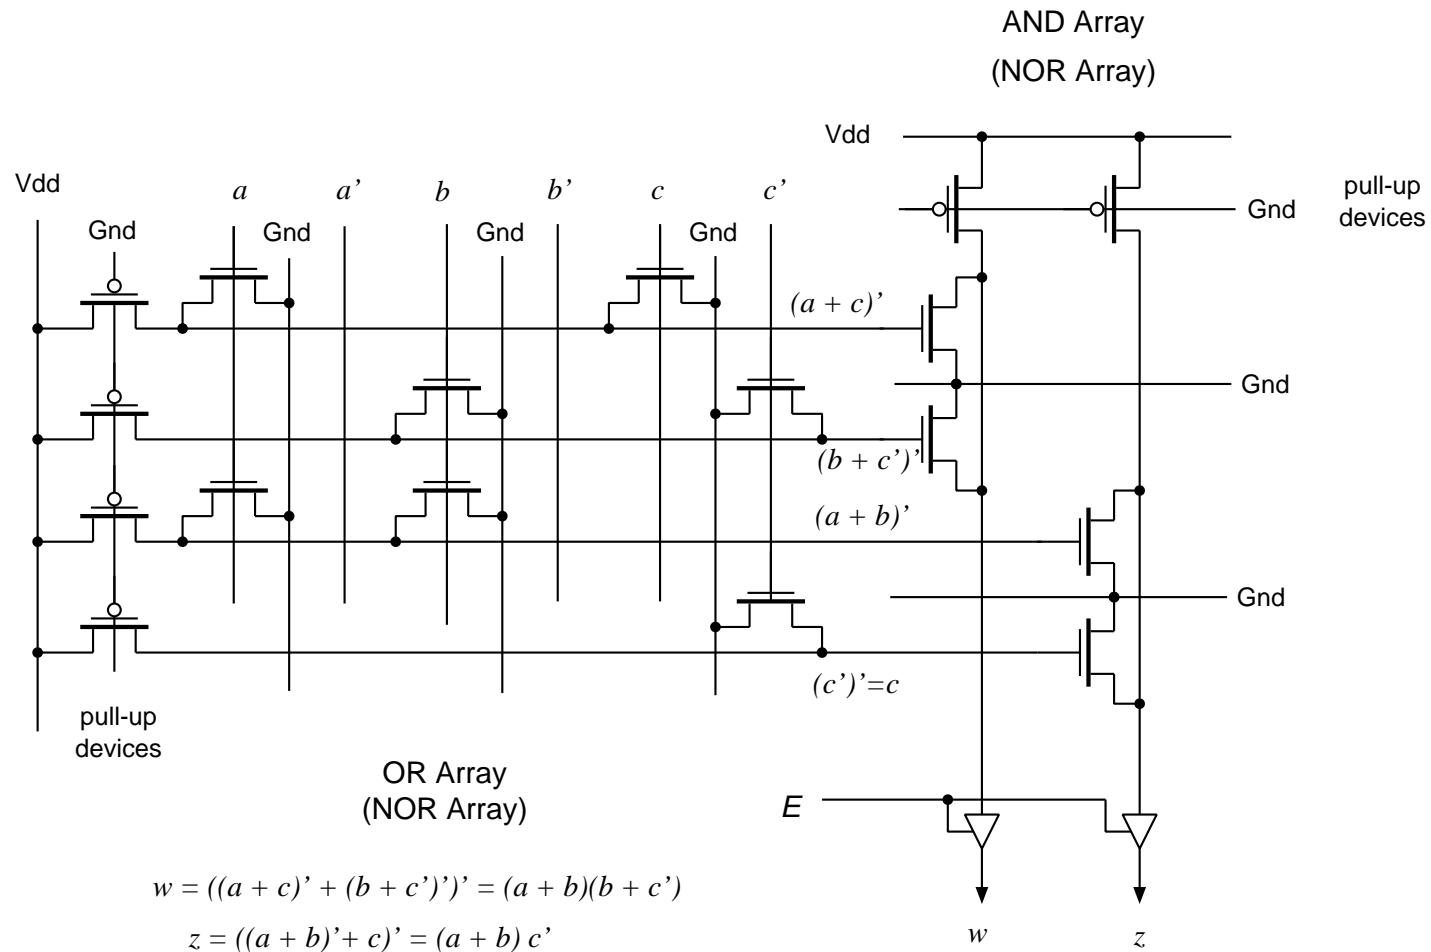 AND Array
(NOR Array)
Vdd
Vdd
a
a’
b
b’
c
c’
pull-up
devices
Gnd
Gnd
Gnd
Gnd
Gnd
(a + c)’
Gnd
(b + c’)’
(a + b)’
Gnd
(c’)’=c
pull-up
devices
OR Array
(NOR Array)
E
w = ((a + c)’ + (b + c’)’)’ = (a + b)(b + c’)
z = ((a + b)’+ c)’ = (a + b) c’
w
z